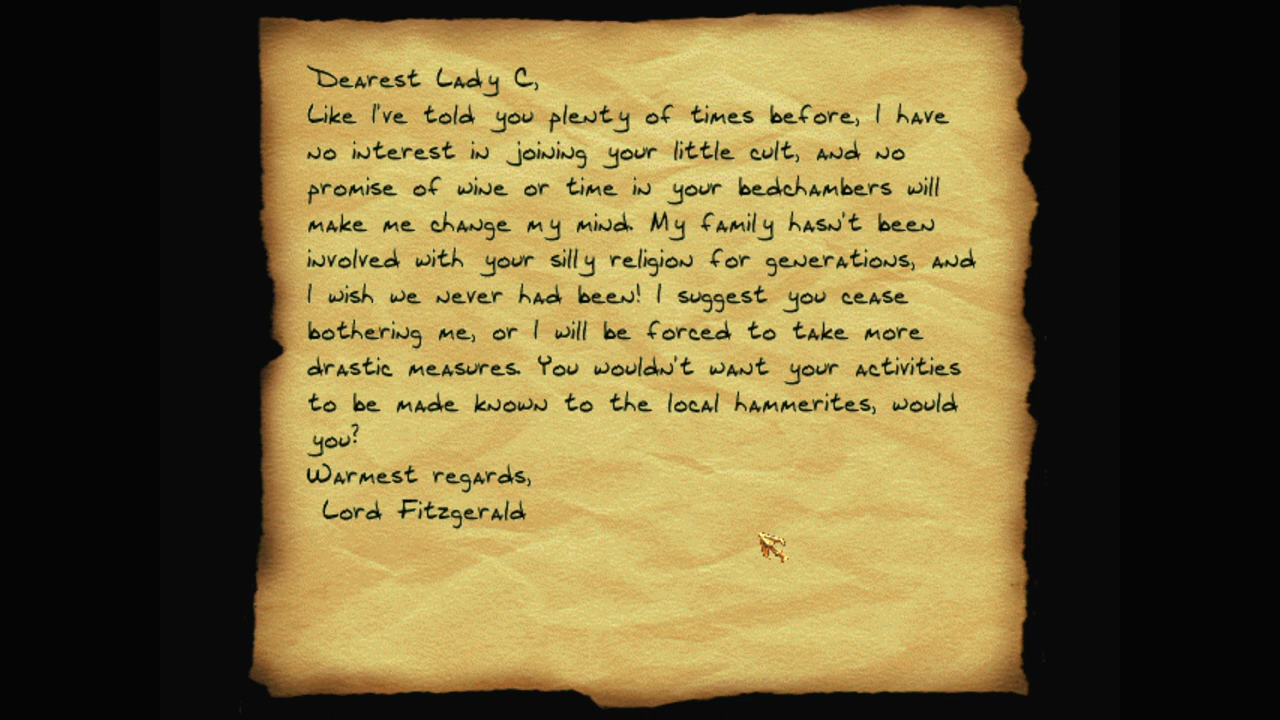 Dearest Lady C,
Like I've told you plenty of times before, I have
no interest in joining your little cult, and no
promise of wine or time in your bedchambers will
make me change my mind. My family hasn't been
involved with your silly religion for generations, and
I wish we never had been! I suggest you cease
bothering me, or I will be forced to take more
drastic measures. You wouldn't want your activities
to be made known to the local hammerites, would
you?
Warmest regards,
Lord Fitzgerald